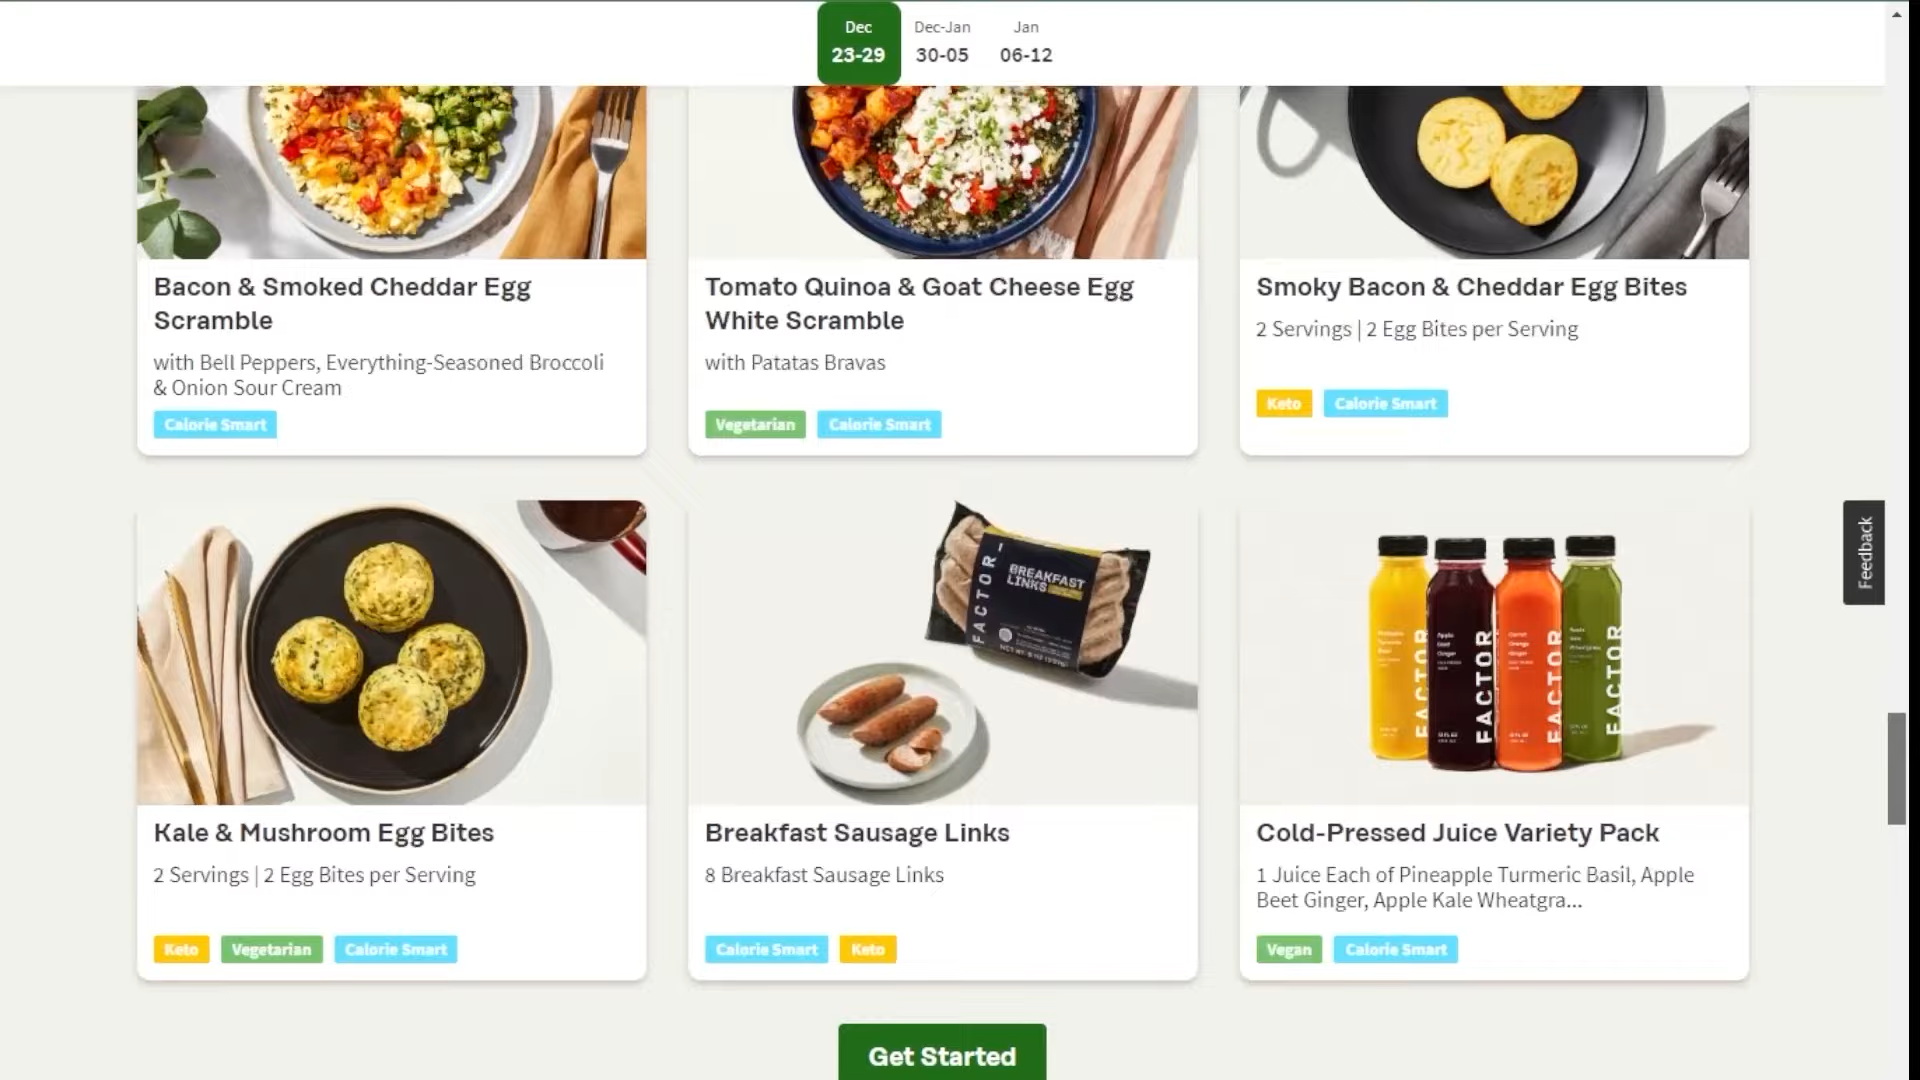 Dec Dec-Jan Jan
23-29 30-05 06-12
Bacon & Smoked Cheddar Egg
Scramble
with Bell Peppers, Everything-Seasoned Broccoli
& Onion Sour Cream
Calorie Smart
Tomato Quinoa & Goat Cheese Egg
White Scramble
with Patatas Bravas
Vegetarian Calorie Smart
Smoky Bacon & Cheddar Egg Bites
2 Servings | 2 Egg Bites per Serving
Keto Calorie Smart
Feedback
FACTOR_
BREAKFAST
LINKS
FACTOR
FACTOR
FACTOR
FACTOR
Kale & Mushroom Egg Bites
2 Servings | 2 Egg Bites per Serving
Keto Vegetarian Calorie Smart
Breakfast Sausage Links
8 Breakfast Sausage Links
Calorie Smart Keto
Cold-Pressed Juice Variety Pack
1 Juice Each of Pineapple Turmeric Basil, Apple
Beet Ginger, Apple Kale Wheatgra...
Vegan Calorie Smart
Get Started